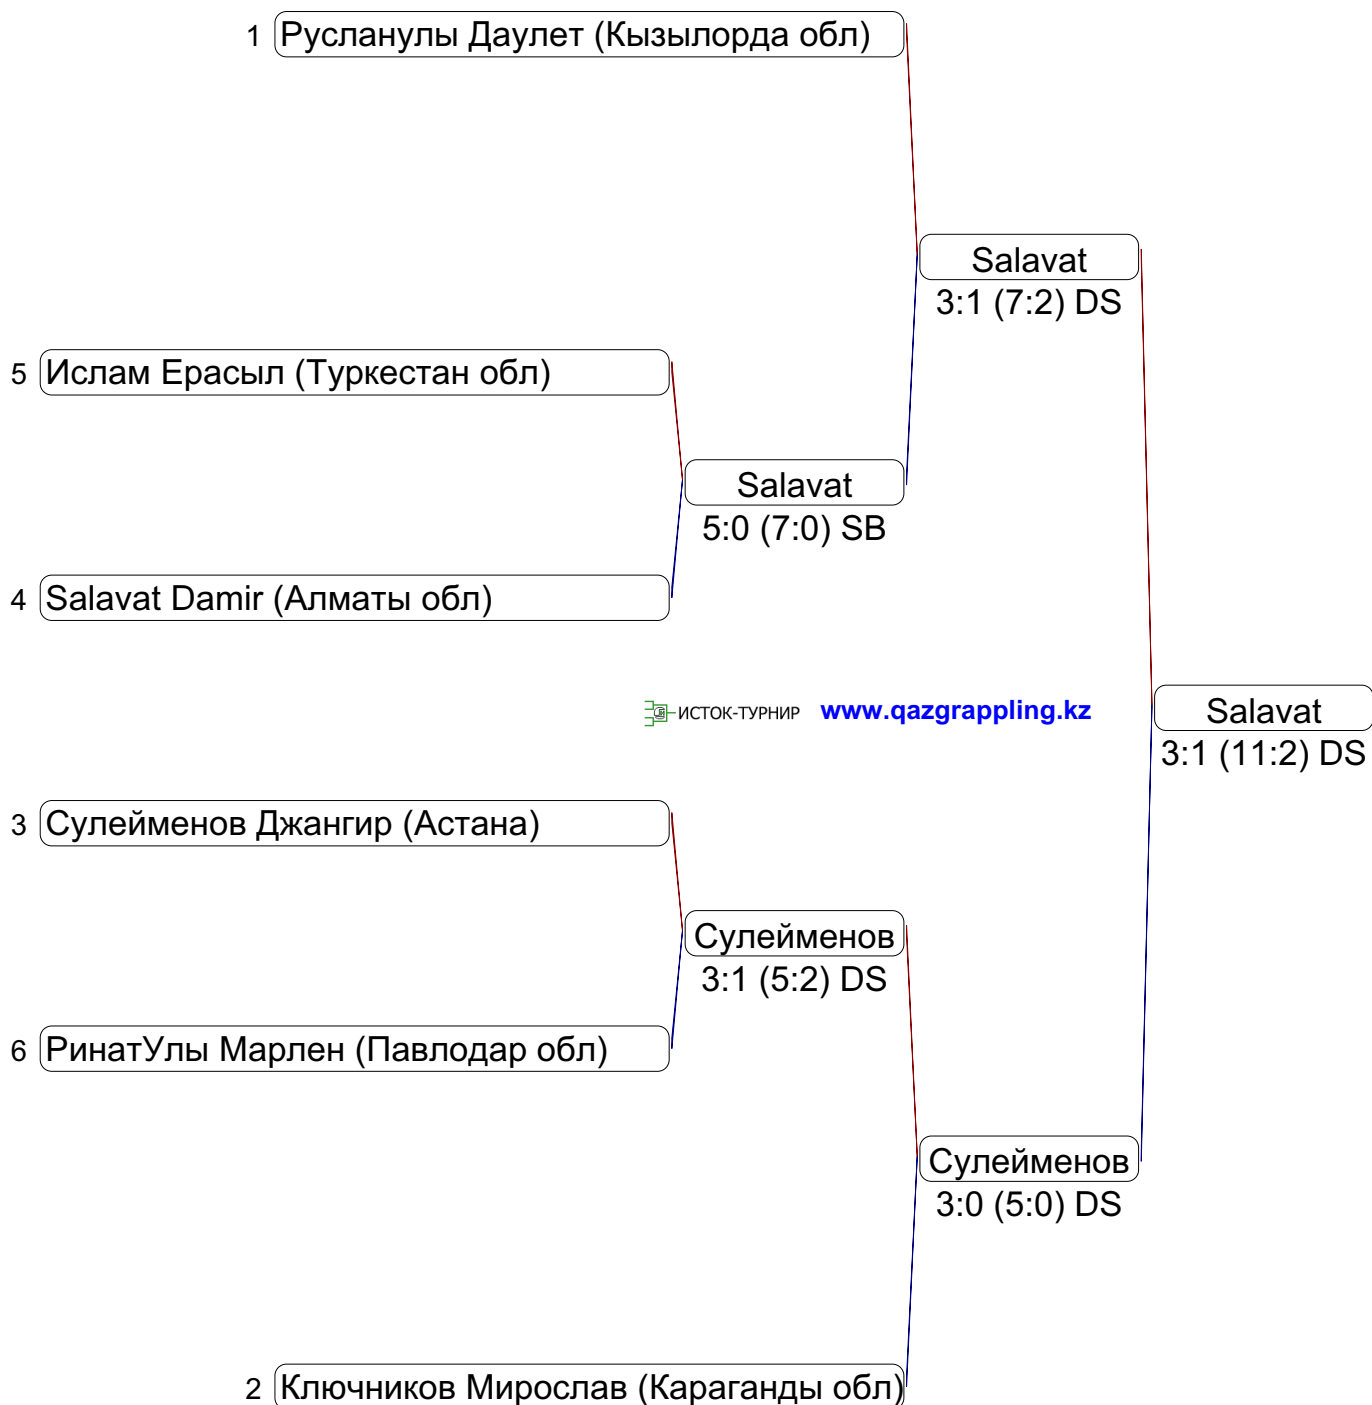 1 Русланулы Даулет (Кызылорда обл)
Salavat
3:1 (7:2) DS
5 Ислам Ерасыл (Туркестан обл)
Salavat
5:0 (7:0) SB
4 Salavat Damir (Алматы обл)
ИСТОК-ТУРНИР www.qazgrappling.kz
Salavat
3:1 (11:2) DS
3 Сулейменов Джангир (Астана)
Сулейменов
3:1 (5:2) DS
6 РинатУлы Марлен (Павлодар обл)
Сулейменов
3:0 (5:0) DS
2 Ключников Мирослав (Караганды обл)